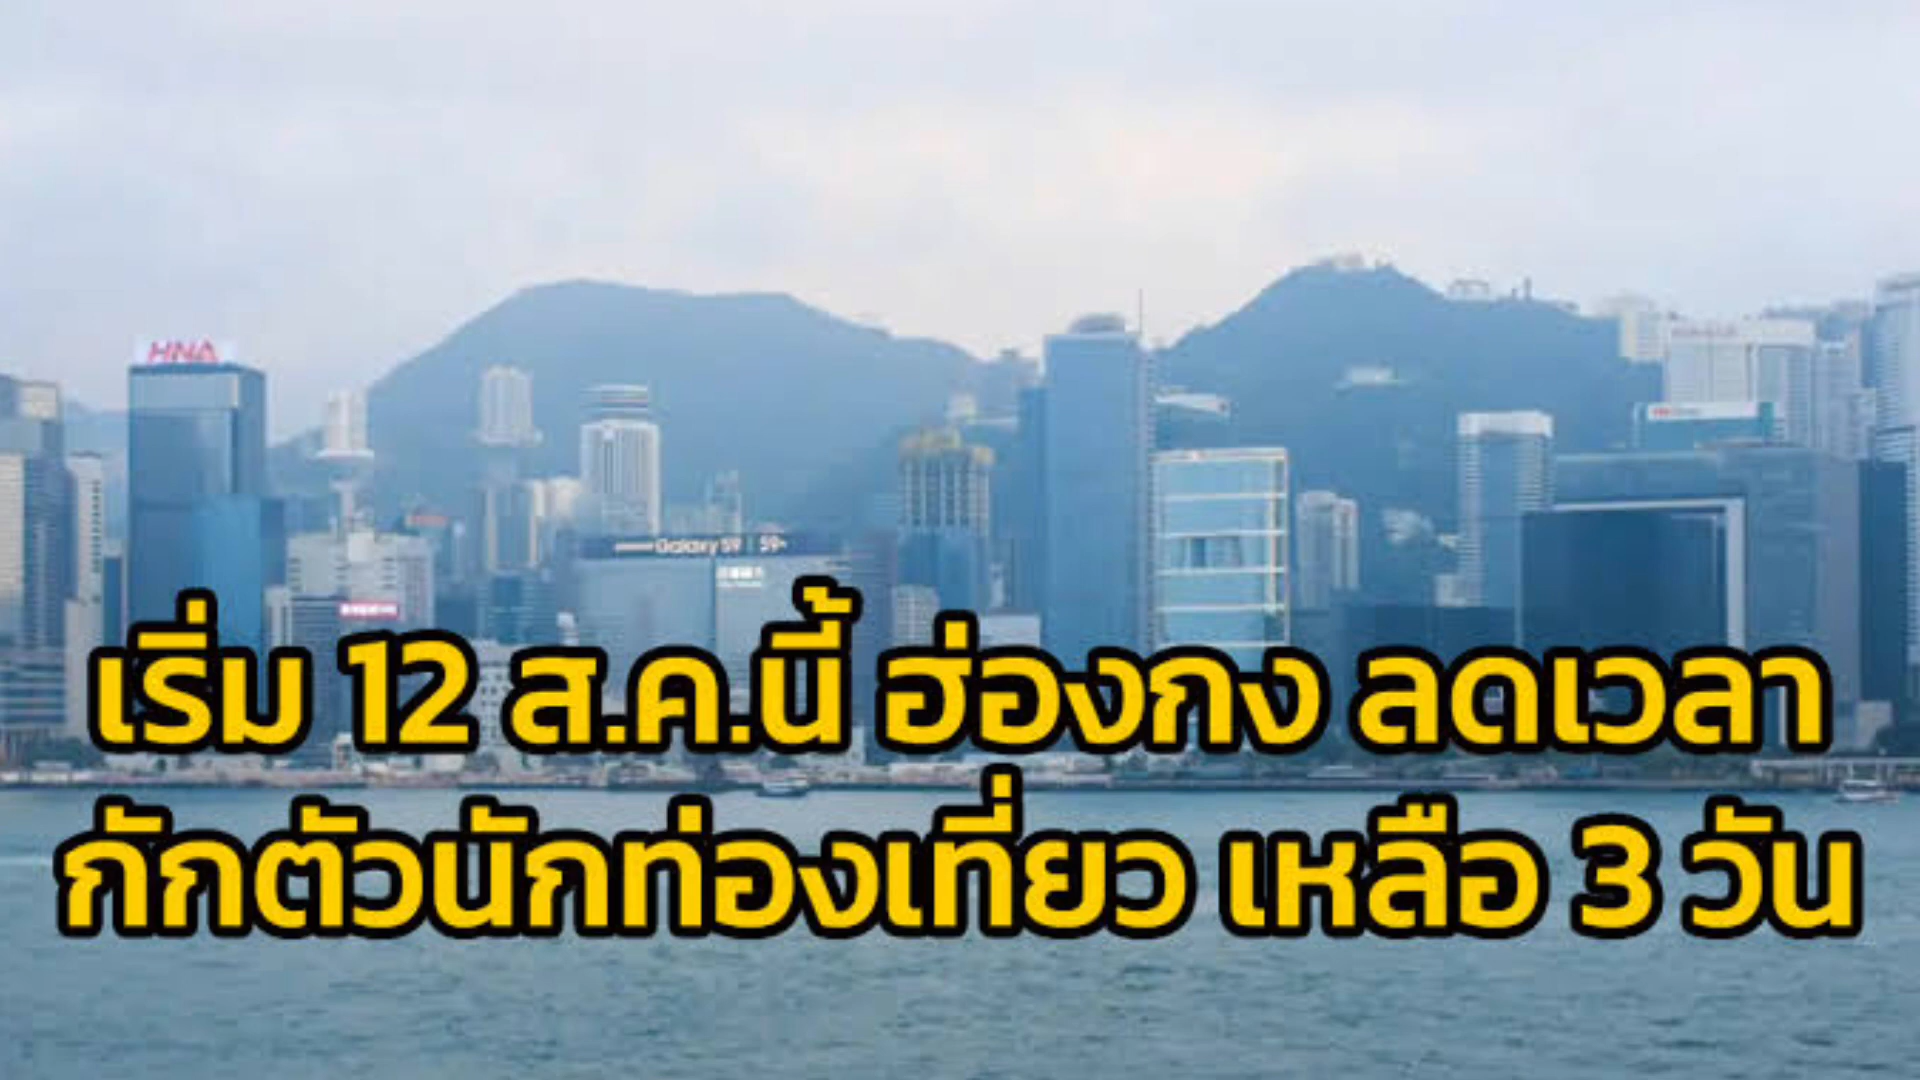 HNA
Galaxy S9 | S9+
เริ่ม 12 ส.ค.นี้ ฮ่องกง ลดเวลา
กักตัวนักท่องเที่ยว เหลือ 3 วัน